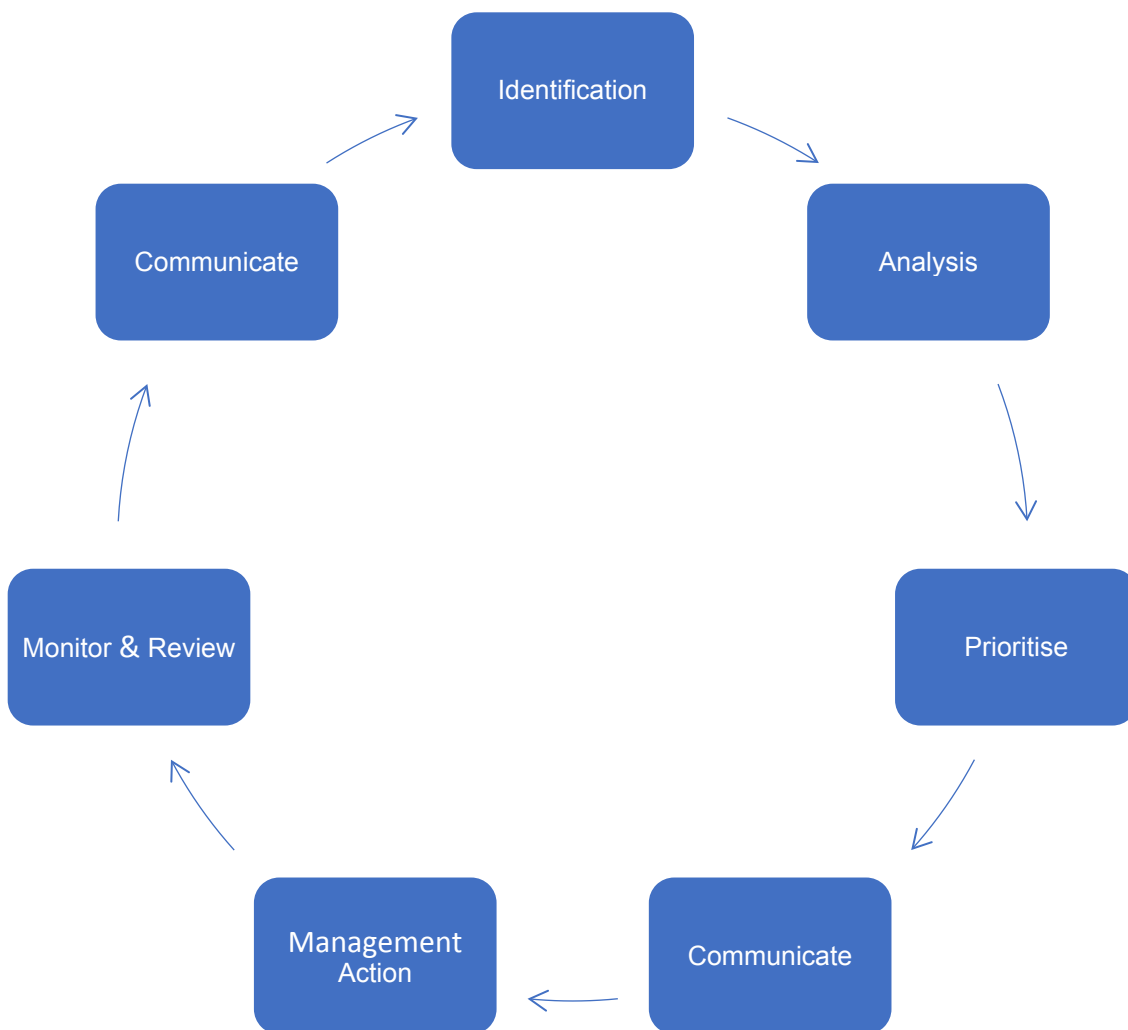 Identification
Analysis
Prioritise
Communicate
Management
Action
Monitor & Review
Communicate